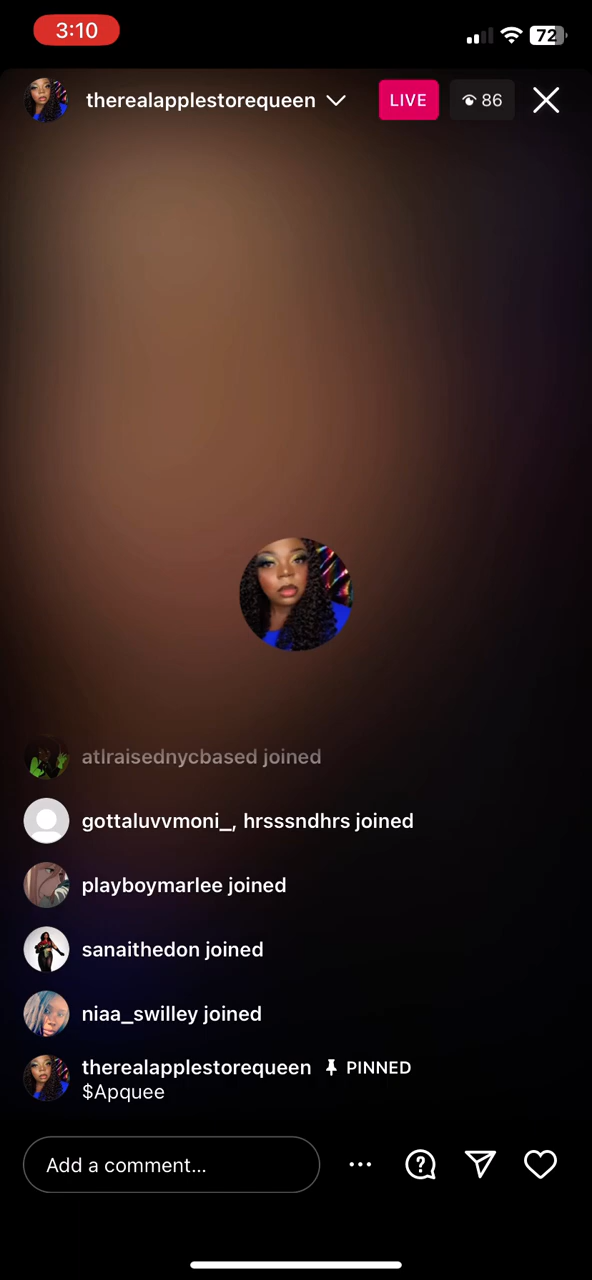 3:10
72
therealapplestorequeen
LIVE
86
atlraisednycbased joined
gottaluvvmoni_, hrsssndhrs joined
playboymarlee joined
sanaithedon joined
niaa_swilley joined
therealapplestorequeen PINNED
$Apquee
Add a comment...